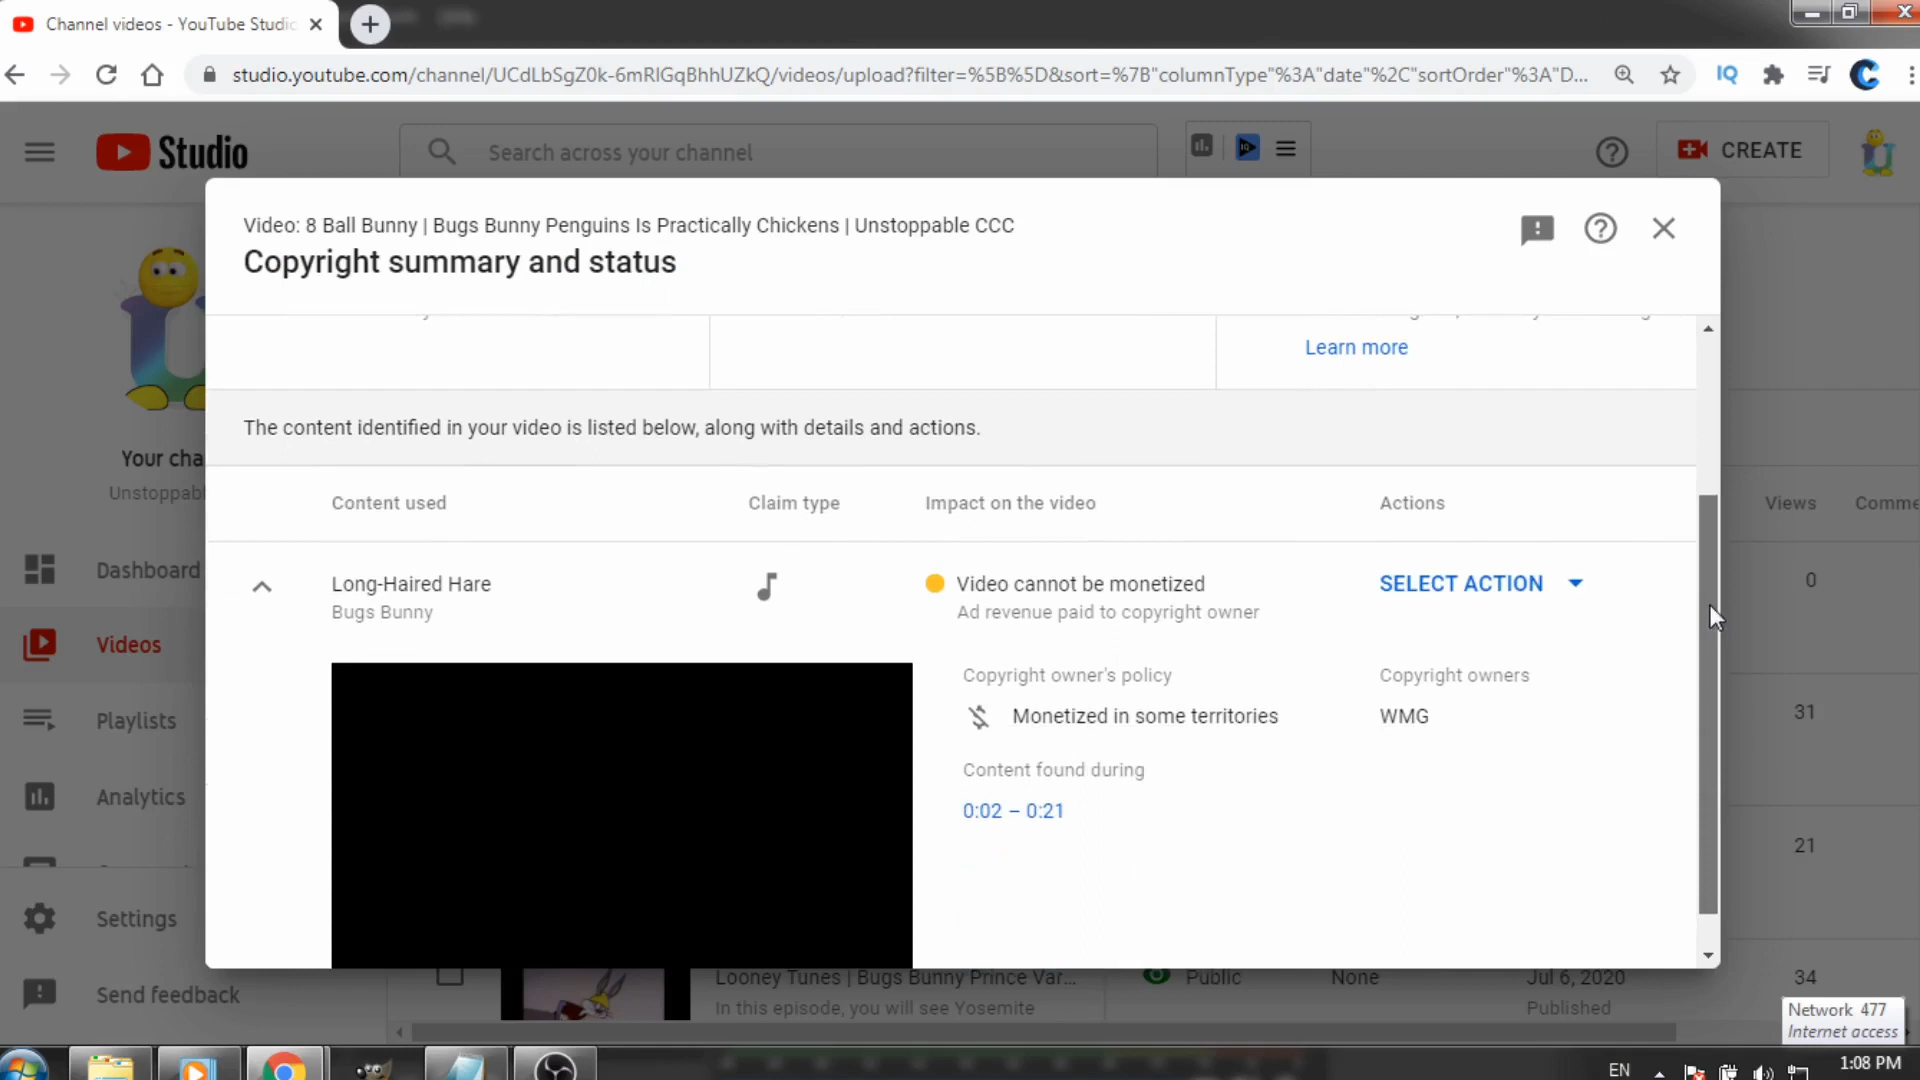 Channel videos - YouTube Studio
studio.youtube.com/channel/UCdLbSgZ0k-6mRlGqBhhUZkQ/videos/upload?filter=%5B%5D&sort=%7B"columnType"%3A"date"%2C"sortOrder"%3A"D...
IQ
Studio
Search across your channel
CREATE
Video: 8 Ball Bunny | Bugs Bunny Penguins Is Practically Chickens | Unstoppable CCC
Copyright summary and status
Learn more
The content identified in your video is listed below, along with details and actions.
Your cha
Unstoppab
Content used
Claim type
Impact on the video
Actions
Views
Comme
Dashboard
Long-Haired Hare
Bugs Bunny
Video cannot be monetized
Ad revenue paid to copyright owner
SELECT ACTION
0
Videos
Copyright owner's policy
Copyright owners
Playlists
Monetized in some territories
WMG
31
Content found during
Analytics
0:02 – 0:21
21
Settings
Looney Tunes | Bugs Bunny Prince Var...
Public
None
Jul 6, 2020
34
Send feedback
In this episode, you will see Yosemite
Published
Network 477
Internet access
EN
1:08 PM